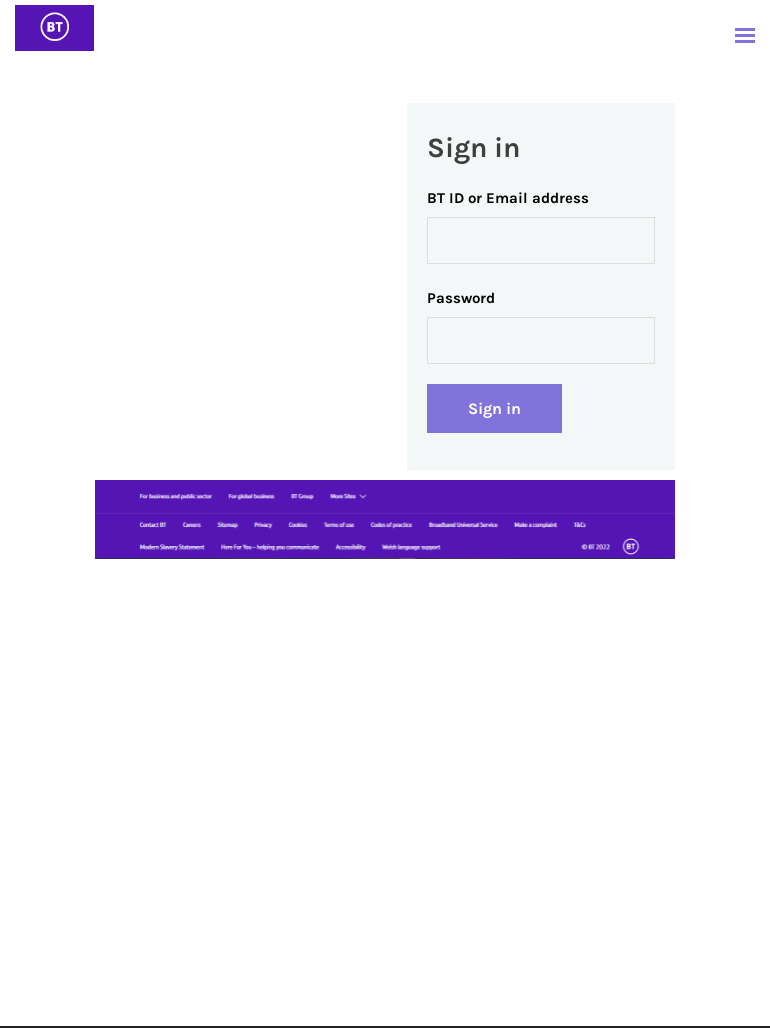 BT
Sign in
BT ID or Email address
Password
Sign in
For business and public sector For global business BT Group More Sites
Contact BT Careers Sitemap Privacy Cookies Terms of use Codes of practice Broadband Universal Service Make a complaint T&Cs
Modern Slavery Statement Here For You – helping you communicate Accessibility Welsh language support © BT 2022 BT